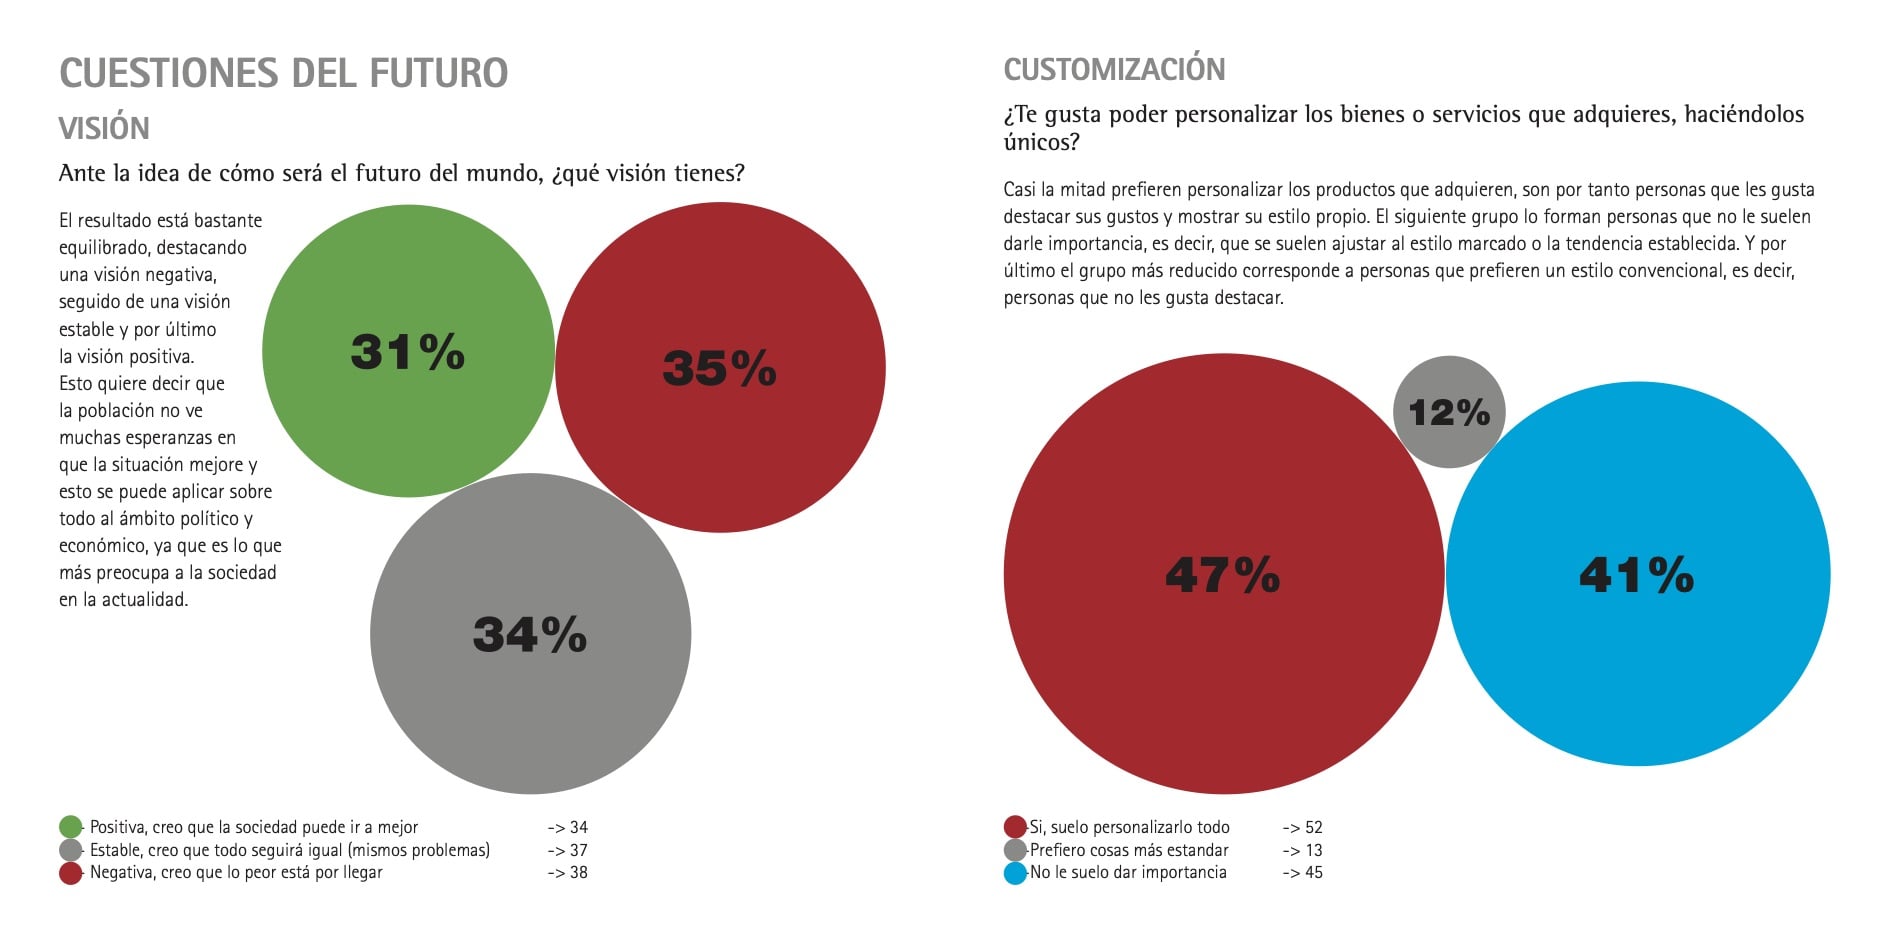 CUESTIONES DEL FUTURO
VISIÓN
Ante la idea de cómo será el futuro del mundo, ¿qué visión tienes?
El resultado está bastante
equilibrado, destacando
una visión negativa,
seguido de una visión
estable y por último
la visión positiva.
Esto quiere decir que
la población no ve
muchas esperanzas en
que la situación mejore y
esto se puede aplicar sobre
todo al ámbito político y
económico, ya que es lo que
más preocupa a la sociedad
en la actualidad.
31%
35%
34%
- Positiva, creo que la sociedad puede ir a mejor -> 34
- Estable, creo que todo seguirá igual (mismos problemas) -> 37
- Negativa, creo que lo peor está por llegar -> 38
CUSTOMIZACIÓN
¿Te gusta poder personalizar los bienes o servicios que adquieres, haciéndolos
únicos?
Casi la mitad prefieren personalizar los productos que adquieren, son por tanto personas que les gusta
destacar sus gustos y mostrar su estilo propio. El siguiente grupo lo forman personas que no le suelen
darle importancia, es decir, que se suelen ajustar al estilo marcado o la tendencia establecida. Y por
último el grupo más reducido corresponde a personas que prefieren un estilo convencional, es decir,
personas que no les gusta destacar.
12%
47%
41%
-Si, suelo personalizarlo todo -> 52
-Prefiero cosas más estandar -> 13
-No le suelo dar importancia -> 45